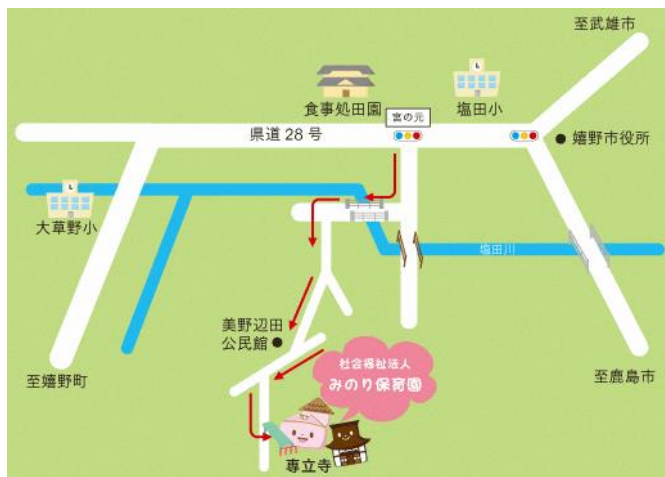 至武雄市
食事処田園
塩田小
宮の元
県道28号
嬉野市役所
大草野小
塩田川
美野辺田
公民館
社会福祉法人
みのり保育園
至嬉野町
至鹿島市
専立寺